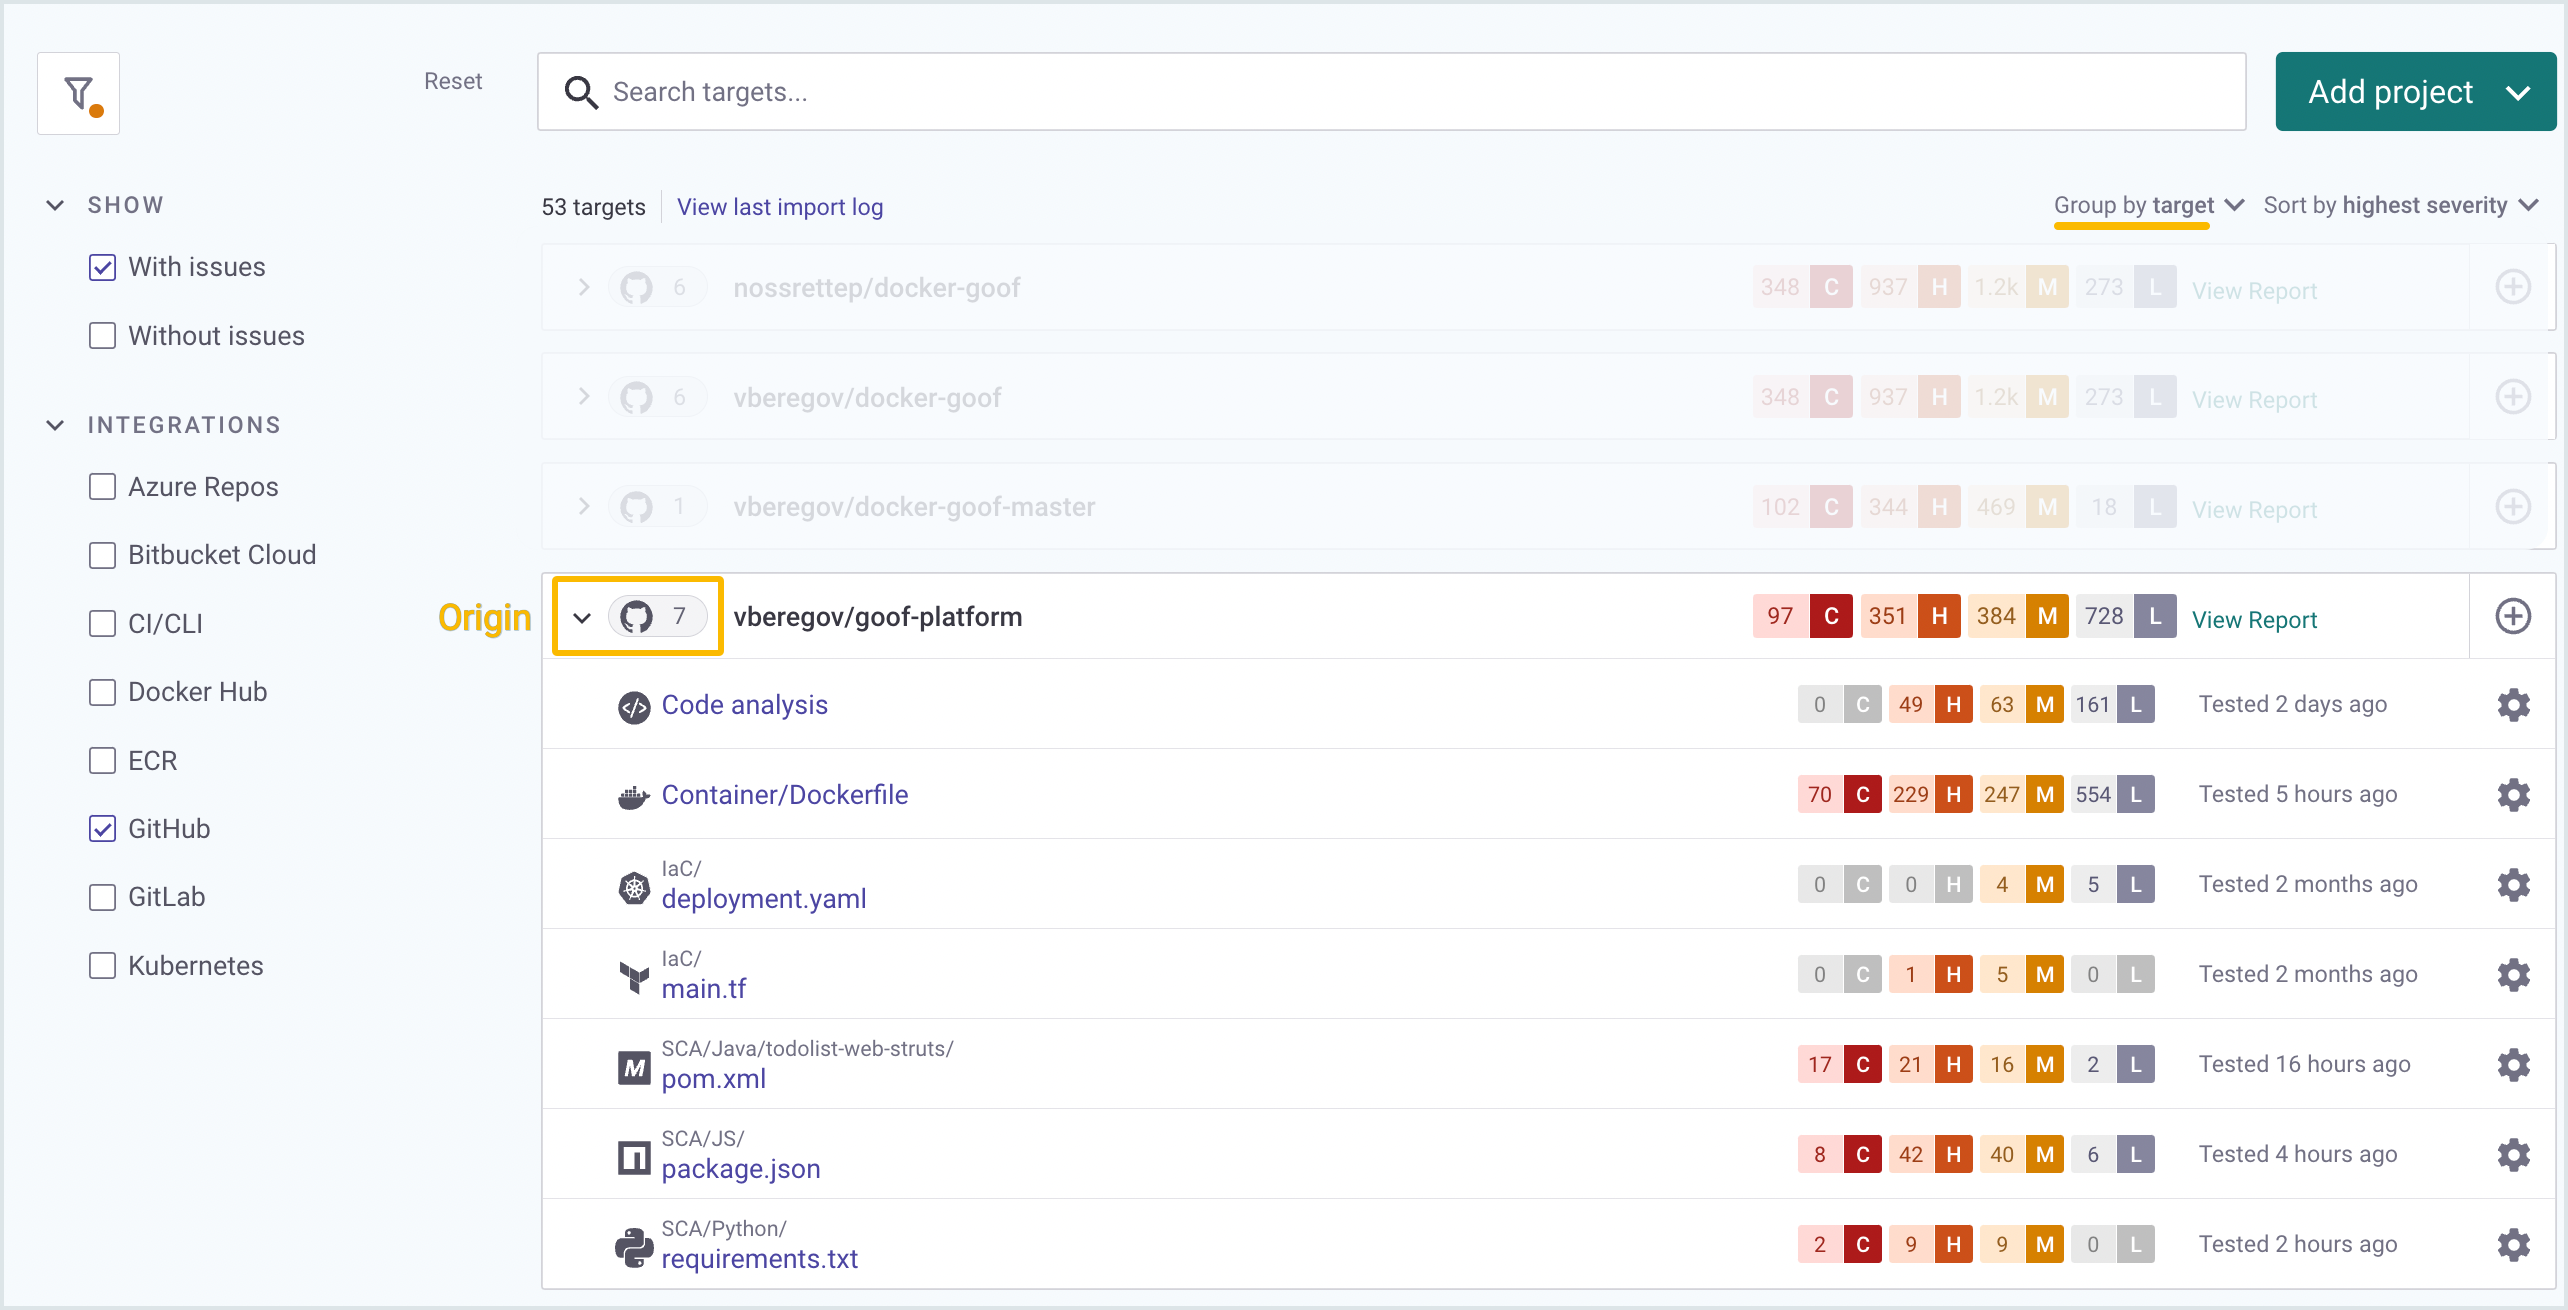 Reset
Search targets...
Add project
SHOW
With issues
Without issues
INTEGRATIONS
Azure Repos
Bitbucket Cloud
CI/CLI
Docker Hub
ECR
GitHub
GitLab
Kubernetes
53 targets View last import log Group by target Sort by highest severity
6 nossrettep/docker-goof 348 C 937 H 1.2k M 273 L View Report
6 vberegov/docker-goof 348 C 937 H 1.2k M 273 L View Report
1 vberegov/docker-goof-master 102 C 344 H 469 M 18 L View Report
Origin 7 vberegov/goof-platform 97 C 351 H 384 M 728 L View Report
Code analysis 0 C 49 H 63 M 161 L Tested 2 days ago
Container/Dockerfile 70 C 229 H 247 M 554 L Tested 5 hours ago
IaC/
deployment.yaml 0 C 0 H 4 M 5 L Tested 2 months ago
IaC/
main.tf 0 C 1 H 5 M 0 L Tested 2 months ago
SCA/Java/todolist-web-struts/
M pom.xml 17 C 21 H 16 M 2 L Tested 16 hours ago
SCA/JS/
package.json 8 C 42 H 40 M 6 L Tested 4 hours ago
SCA/Python/
requirements.txt 2 C 9 H 9 M 0 L Tested 2 hours ago